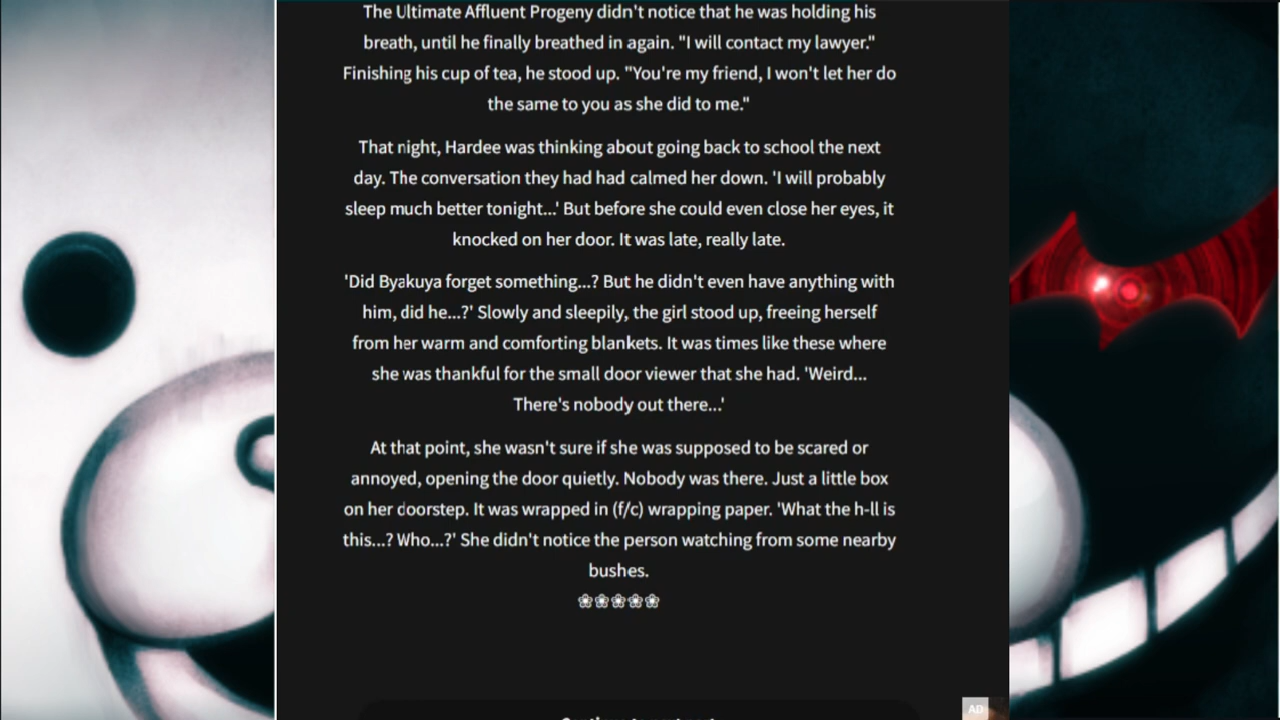 The Ultimate Affluent Progeny didn't notice that he was holding his
breath, until he finally breathed in again. "I will contact my lawyer."
Finishing his cup of tea, he stood up. "You're my friend, I won't let her do
the same to you as she did to me."
That night, Hardee was thinking about going back to school the next
day. The conversation they had had calmed her down. 'I will probably
sleep much better tonight...' But before she could even close her eyes, it
knocked on her door. It was late, really late.
'Did Byakuya forget something...? But he didn't even have anything with
him, did he...?' Slowly and sleepily, the girl stood up, freeing herself
from her warm and comforting blankets. It was times like these where
she was thankful for the small door viewer that she had. 'Weird...
There's nobody out there...'
At that point, she wasn't sure if she was supposed to be scared or
annoyed, opening the door quietly. Nobody was there. Just a little box
on her doorstep. It was wrapped in (f/c) wrapping paper. 'What the h-ll is
this...? Who...?' She didn't notice the person watching from some nearby
bushes.
❀❀❀❀❀
AD